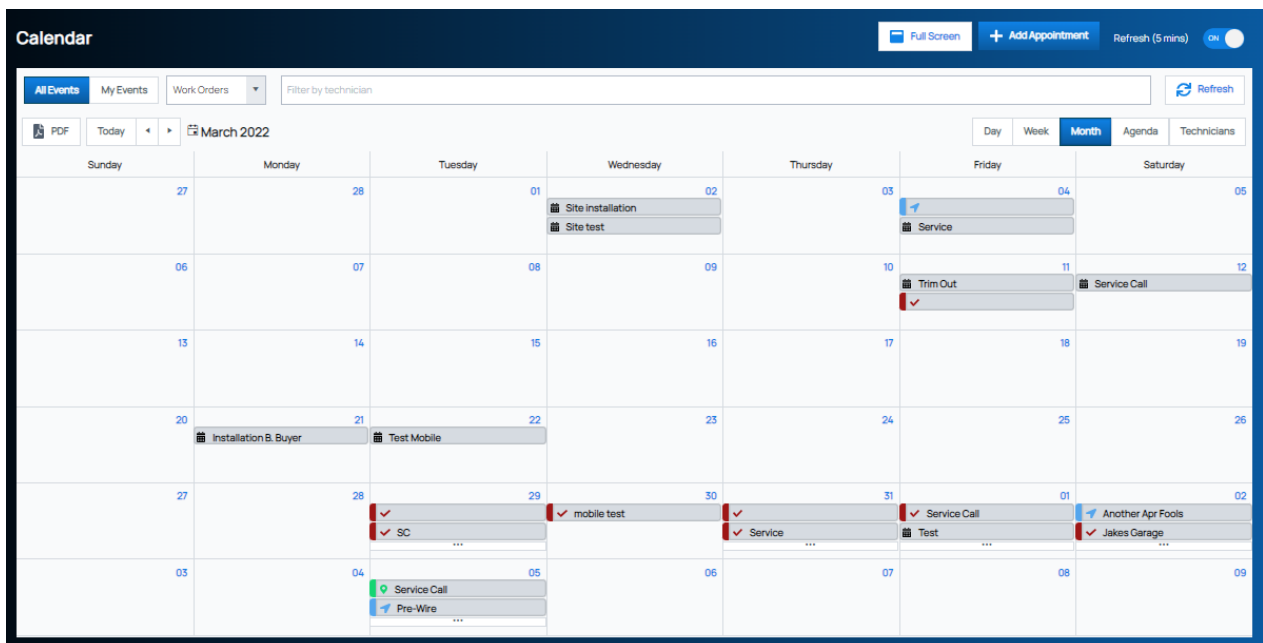 Calendar
Full Screen
Add Appointment
Refresh (5 mins)
ON
All Events
My Events
Work Orders
Filter by technician
Refresh
PDF
Today
March 2022
Day
Week
Month
Agenda
Technicians
Sunday Monday Tuesday Wednesday Thursday Friday Saturday
27 28 01 02 03 04 05
Site installation
Site test
Service
06 07 08 09 10 11 12
Trim Out
Service Call
13 14 15 16 17 18 19
20 21 22 23 24 25 26
Installation B. Buyer
Test Mobile
27 28 29 30 31 01 02
mobile test
Service Call
Another Apr Fools
SC
Service
Test
Jakes Garage
... ... ... ...
03 04 05 06 07 08 09
Service Call
Pre-Wire
...